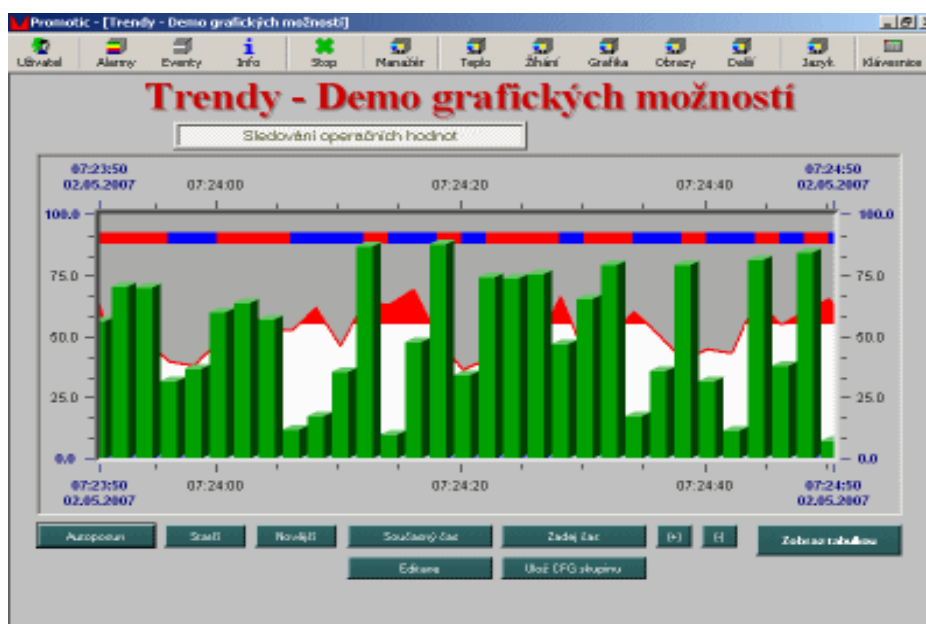 Promotic - [Trendy - Demo grafických možností]
Uživatel Alarmy Eventy Info Stop Manažér Teplo Žíhání Grafika Obrazy Další Jazyk Klávesnice
Trendy - Demo grafických možností
Sledování operačních hodnot
07:23:50 07:24:50
02.05.2007 07:24:00 07:24:20 07:24:40 02.05.2007
100.0 100.0
75.0 75.0
50.0 50.0
25.0 25.0
0.0 0.0
07:23:50 07:24:00 07:24:20 07:24:40 07:24:50
02.05.2007 02.05.2007
Autoposun Starší Novější Současný čas Zadej čas [+] [-] Zobraz tabulkou
Editace Ulož CFG skupinu